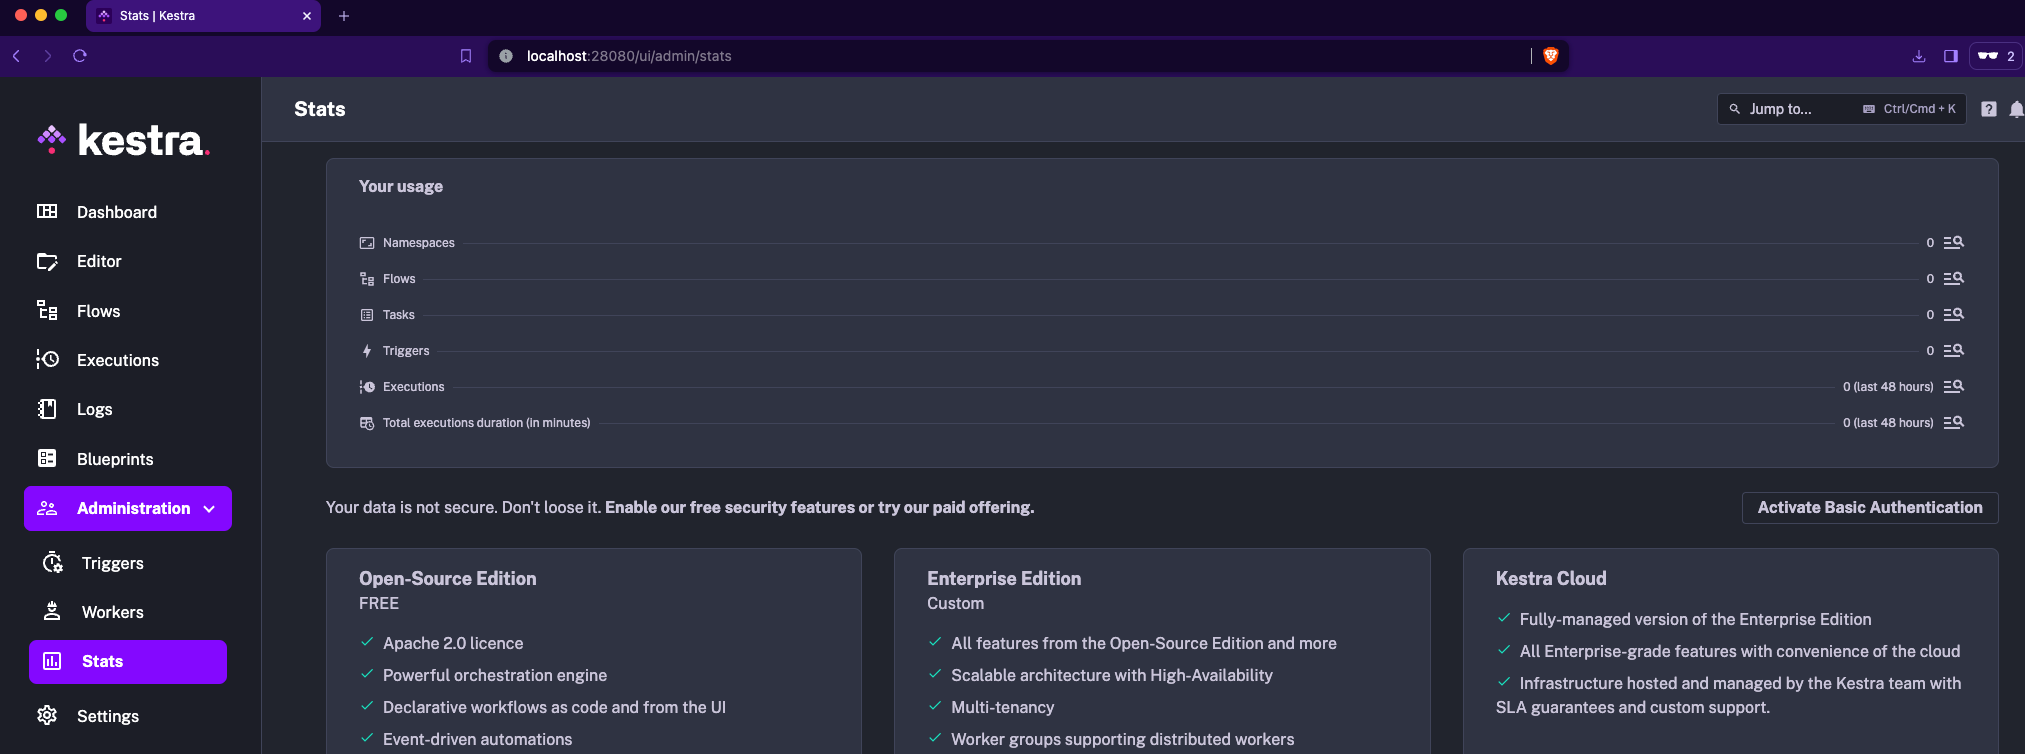 Stats | Kestra
localhost:28080/ui/admin/stats
2
kestra.
Stats
Jump to... Ctrl/Cmd + K
Dashboard
Editor
Flows
Executions
Logs
Blueprints
Administration
Triggers
Workers
Stats
Settings
Your usage
Namespaces 0
Flows 0
Tasks 0
Triggers 0
Executions 0 (last 48 hours)
Total executions duration (in minutes) 0 (last 48 hours)
Your data is not secure. Don't loose it. Enable our free security features or try our paid offering.
Activate Basic Authentication
Open-Source Edition
FREE
Apache 2.0 licence
Powerful orchestration engine
Declarative workflows as code and from the UI
Event-driven automations
Enterprise Edition
Custom
All features from the Open-Source Edition and more
Scalable architecture with High-Availability
Multi-tenancy
Worker groups supporting distributed workers
Kestra Cloud
Fully-managed version of the Enterprise Edition
All Enterprise-grade features with convenience of the cloud
Infrastructure hosted and managed by the Kestra team with
SLA guarantees and custom support.